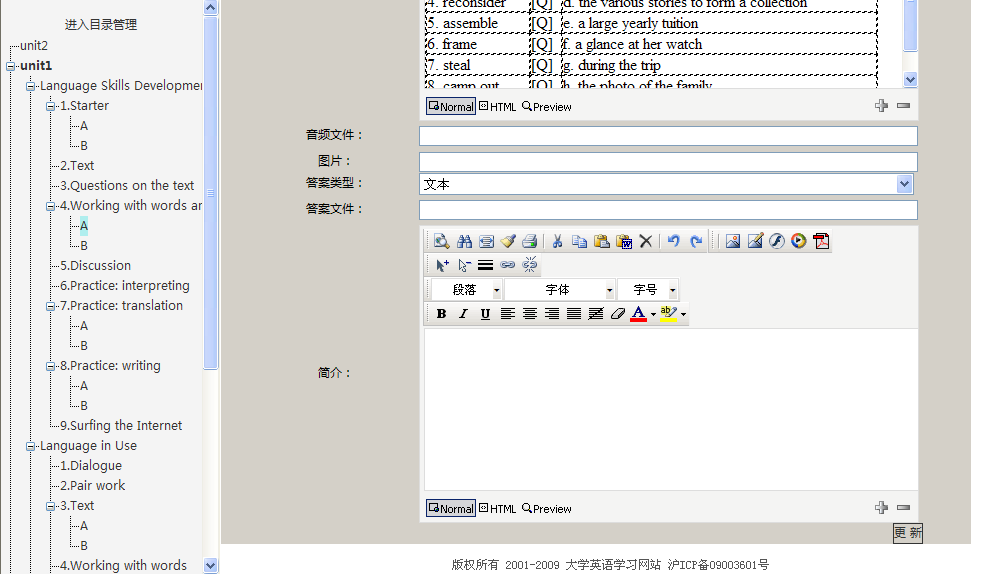 进入目录管理
unit2
unit1
Language Skills Developmen
1.Starter
A
B
2.Text
3.Questions on the text
4.Working with words ar
A
B
5.Discussion
6.Practice: interpreting
7.Practice: translation
A
B
8.Practice: writing
A
B
9.Surfing the Internet
Language in Use
1.Dialogue
2.Pair work
3.Text
A
B
4.Working with words
4. reconsider [Q] d. the various stories to form a collection
5. assemble [Q] e. a large yearly tuition
6. frame [Q] f. a glance at her watch
7. steal [Q] g. during the trip
8. camp out [Q] h. the photo of the family
Normal HTML Preview
音频文件：
图片：
答案类型： 文本
答案文件：
段落 字体 字号
B I U A ab
简介：
Normal HTML Preview
更 新
版权所有 2001-2009 大学英语学习网站 沪ICP备09003601号